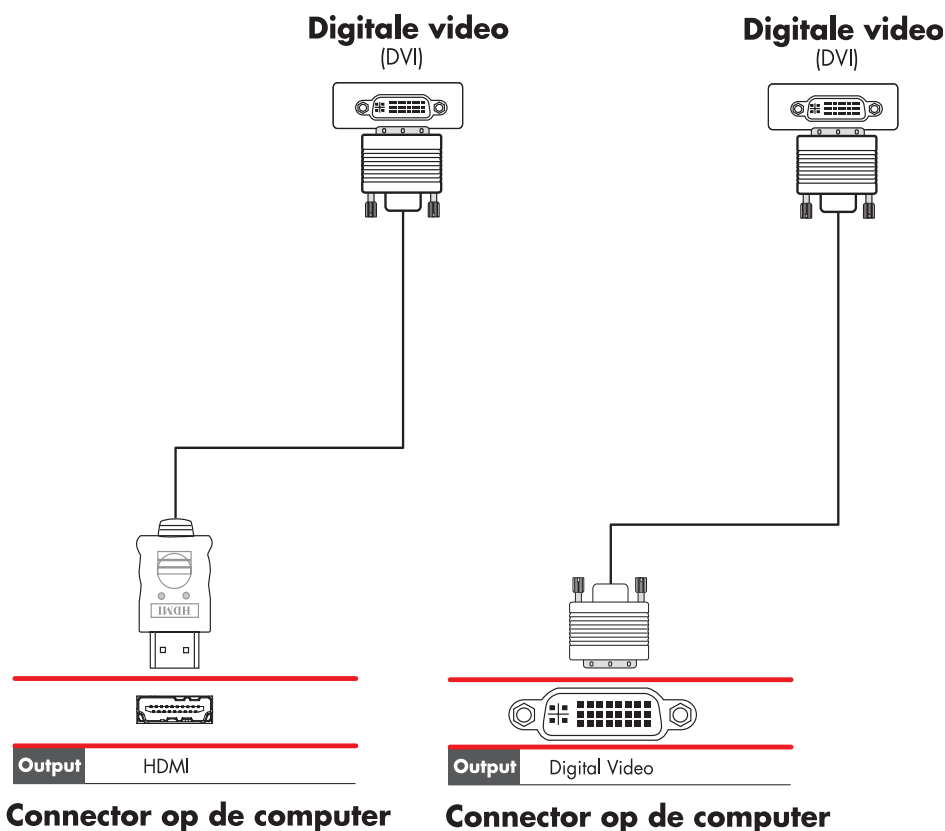 Digitale video
(DVI)
Digitale video
(DVI)
HDMI
Output HDMI
Output Digital Video
Connector op de computer
Connector op de computer